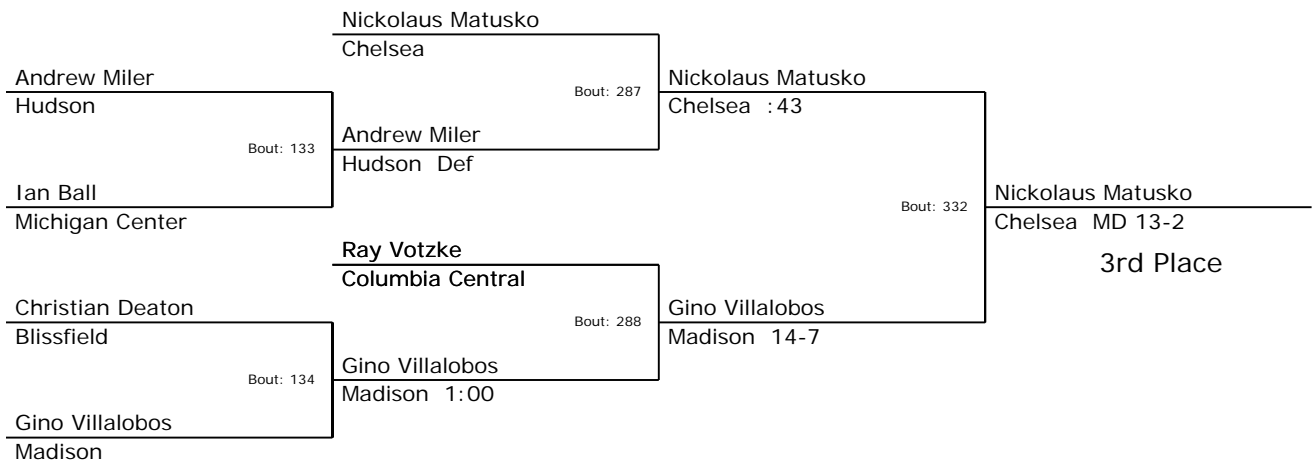 Nickolaus Matusko
Chelsea
Andrew Miler
Hudson
Bout: 287
Nickolaus Matusko
Chelsea :43
Bout: 133
Andrew Miler
Hudson Def
Ian Ball
Michigan Center
Bout: 332
Nickolaus Matusko
Chelsea MD 13-2
3rd Place
Ray Votzke
Columbia Central
Christian Deaton
Blissfield
Bout: 288
Gino Villalobos
Madison 14-7
Bout: 134
Gino Villalobos
Madison 1:00
Gino Villalobos
Madison